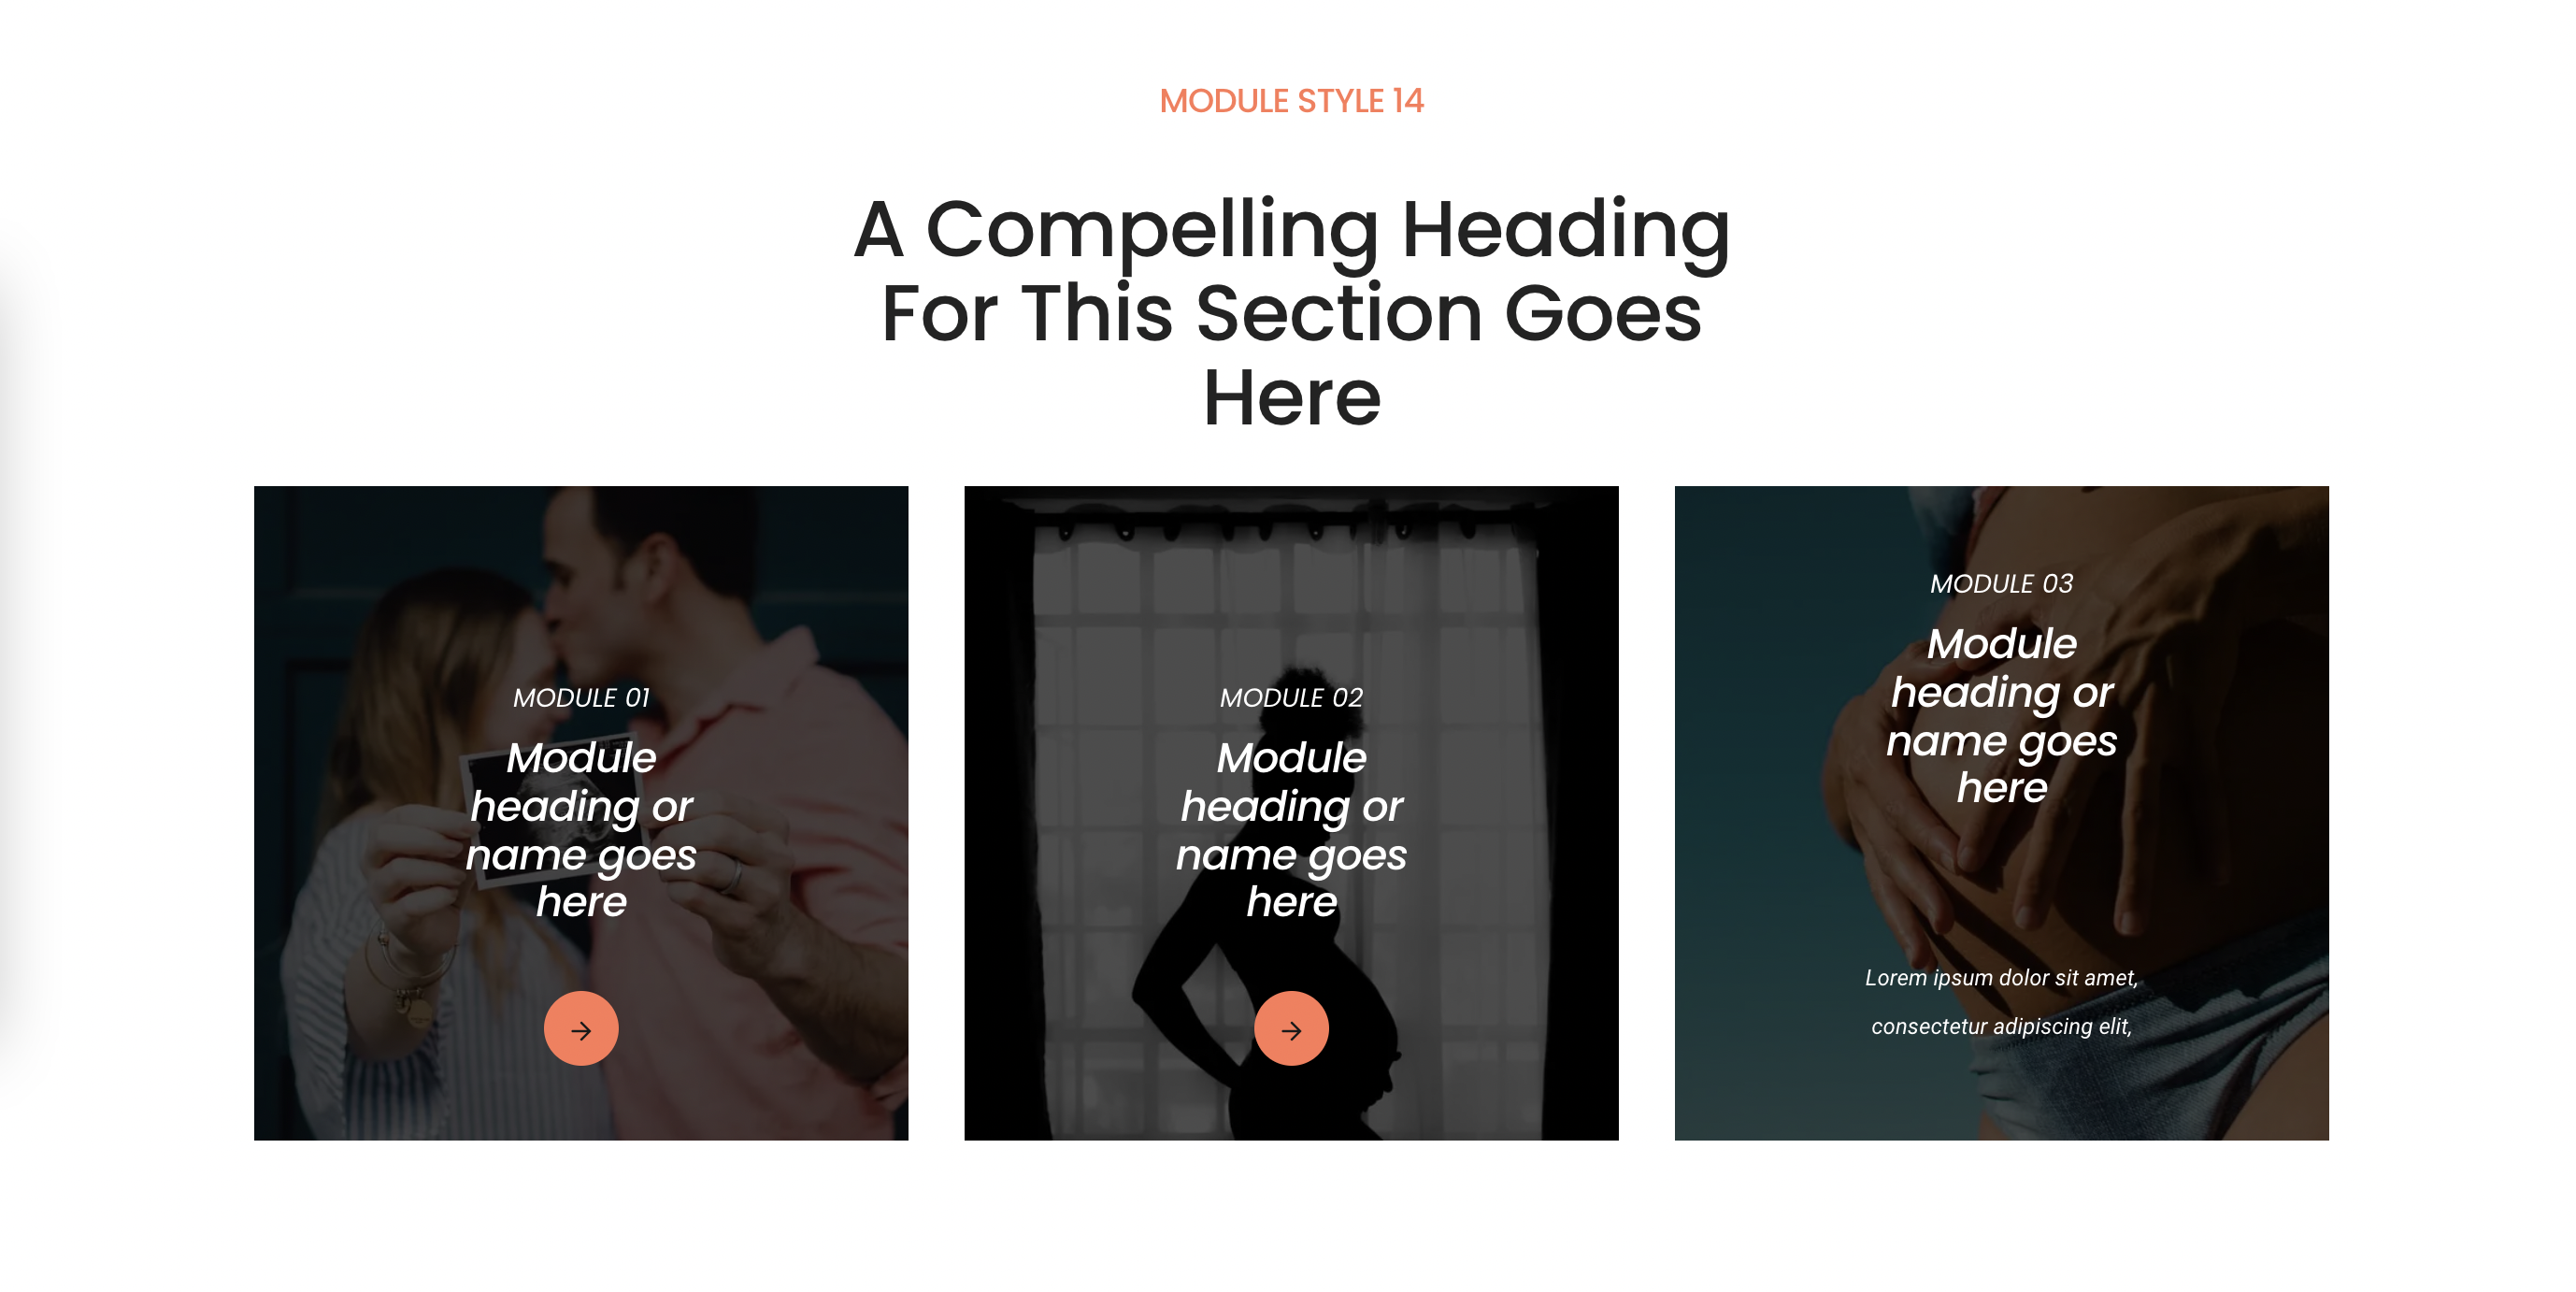 MODULE STYLE 14
A Compelling Heading
For This Section Goes
Here
MODULE 01
Module
heading or
name goes
here
MODULE 02
Module
heading or
name goes
here
MODULE 03
Module
heading or
name goes
here
Lorem ipsum dolor sit amet,
consectetur adipiscing elit,